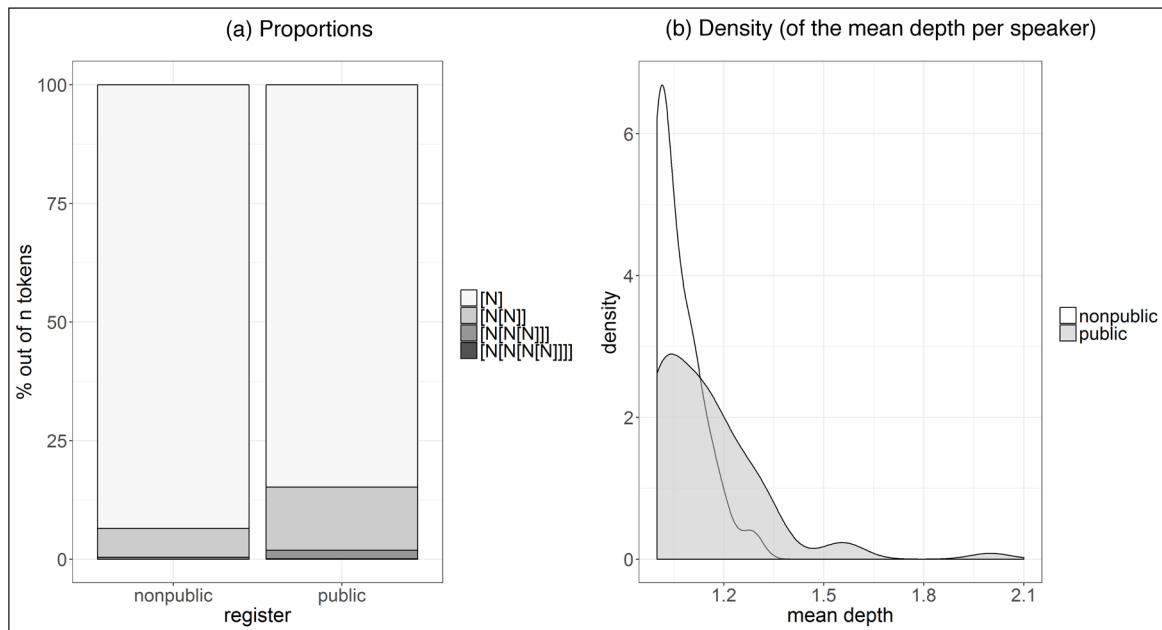 (a) Proportions
100
75
50
25
0
% out of n tokens
nonpublic
public
register
[N]
[N[N]]
[N[N[N]]]
[N[N[N[N]]]]
(b) Density (of the mean depth per speaker)
6
4
2
0
density
1.2
1.5
1.8
2.1
mean depth
nonpublic
public